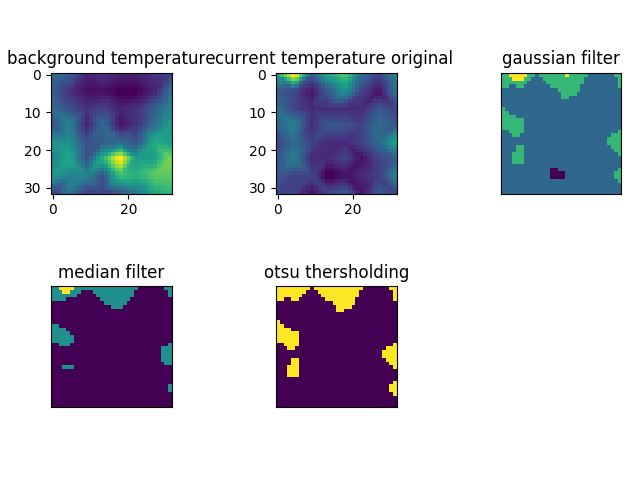 background temperature
current temperature original
gaussian filter
0
10
20
30
0
20
0
10
20
30
0
20
median filter
otsu thersholding